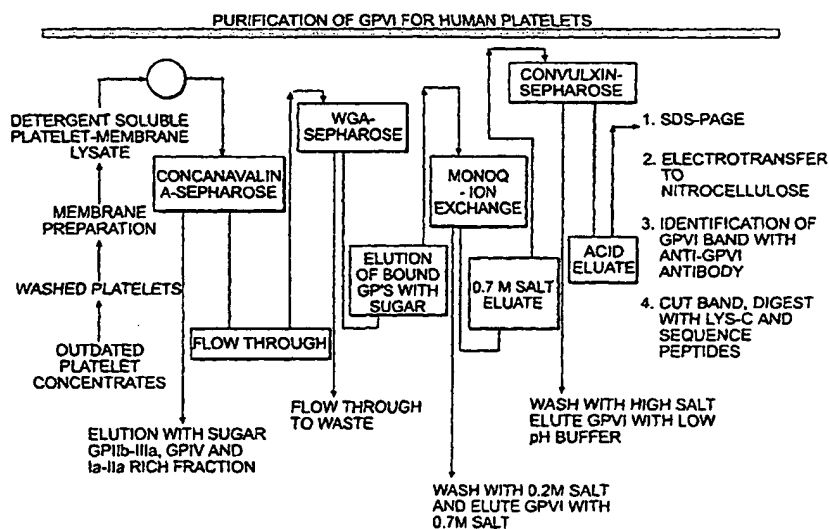 PURIFICATION OF GPVI FOR HUMAN PLATELETS
DETERGENT SOLUBLE
PLATELET-MEMBRANE
LYSATE
MEMBRANE
PREPARATION
WASHED PLATELETS
OUTDATED
PLATELET
CONCENTRATES
CONCANAVALIN
A-SEPHAROSE
ELUTION WITH SUGAR
GPIIb-IIIa, GPIV AND
Ia-IIa RICH FRACTION
FLOW THROUGH
WGA-
SEPHAROSE
FLOW THROUGH
TO WASTE
ELUTION
OF BOUND
GP'S WITH
SUGAR
MONOQ
- ION
EXCHANGE
WASH WITH 0.2M SALT
AND ELUTE GPVI WITH
0.7M SALT
0.7 M SALT
ELUATE
CONVULXIN-
SEPHAROSE
WASH WITH HIGH SALT
ELUTE GPVI WITH LOW
pH BUFFER
ACID
ELUATE
1. SDS-PAGE
2. ELECTROTRANSFER
TO
NITROCELLULOSE
3. IDENTIFICATION OF
GPVI BAND WITH
ANTI-GPVI
ANTIBODY
4. CUT BAND, DIGEST
WITH LYS-C AND
SEQUENCE
PEPTIDES